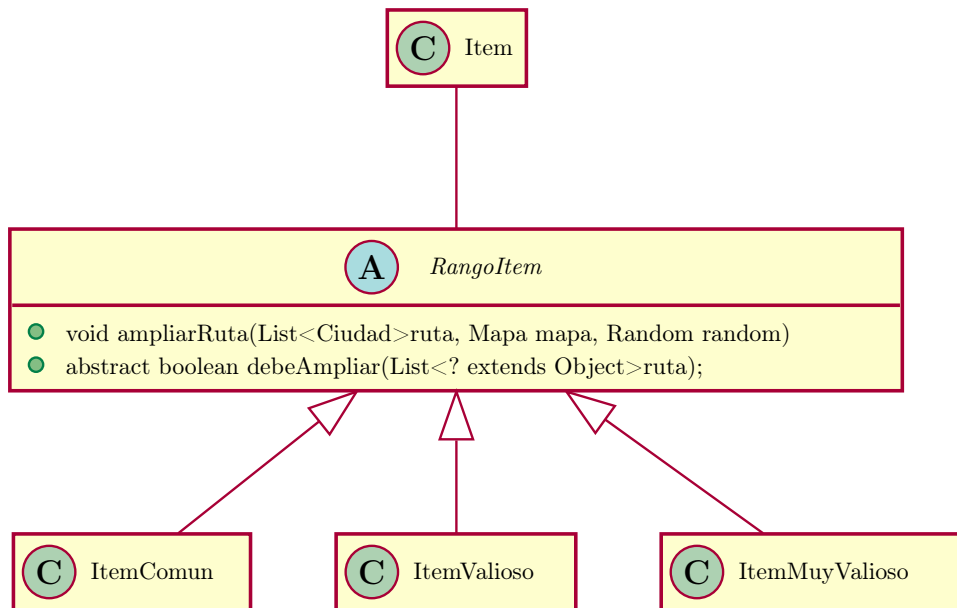 C Item
A RangoItem
void ampliarRuta(List<Ciudad>ruta, Mapa mapa, Random random)
abstract boolean debeAmpliar(List<? extends Object>ruta);
C ItemComun C ItemValioso C ItemMuyValioso